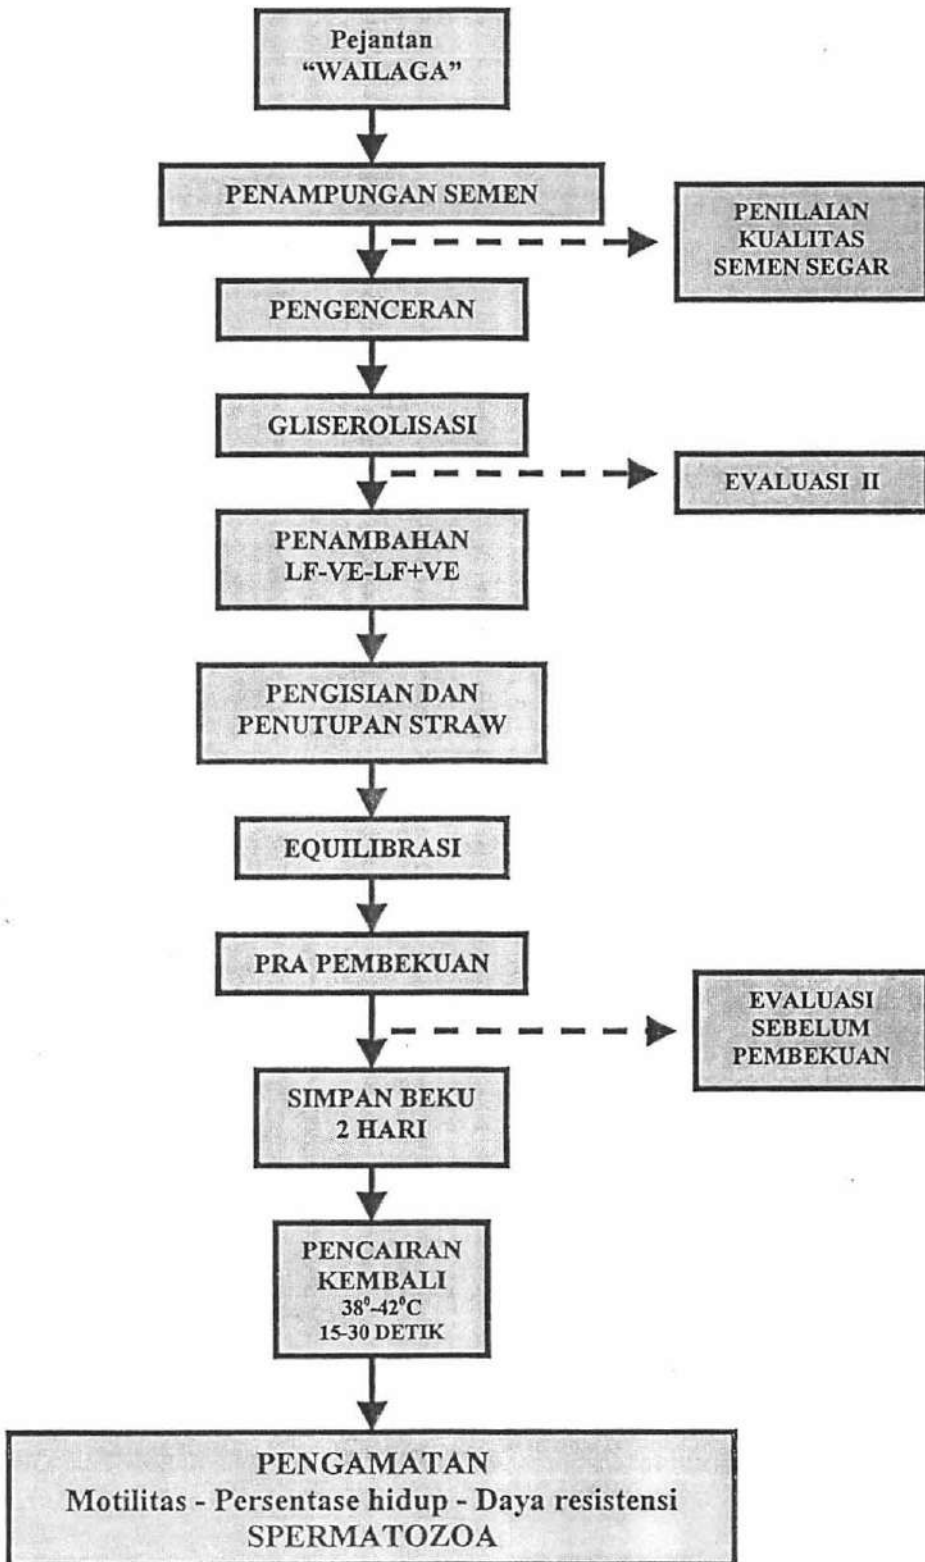 Pejantan
“WAILAGA”
PENAMPUNGAN SEMEN
PENILAIAN
KUALITAS
SEMEN SEGAR
PENGENCERAN
GLISEROLISASI
EVALUASI II
PENAMBAHAN
LF-VE-LF+VE
PENGISIAN DAN
PENUTUPAN STRAW
EQUILIBRASI
PRA PEMBEKUAN
EVALUASI
SEBELUM
PEMBEKUAN
SIMPAN BEKU
2 HARI
PENCAIRAN
KEMBALI
38⁰-42⁰C
15-30 DETIK
PENGAMATAN
Motilitas - Persentase hidup - Daya resistensi
SPERMATOZOA